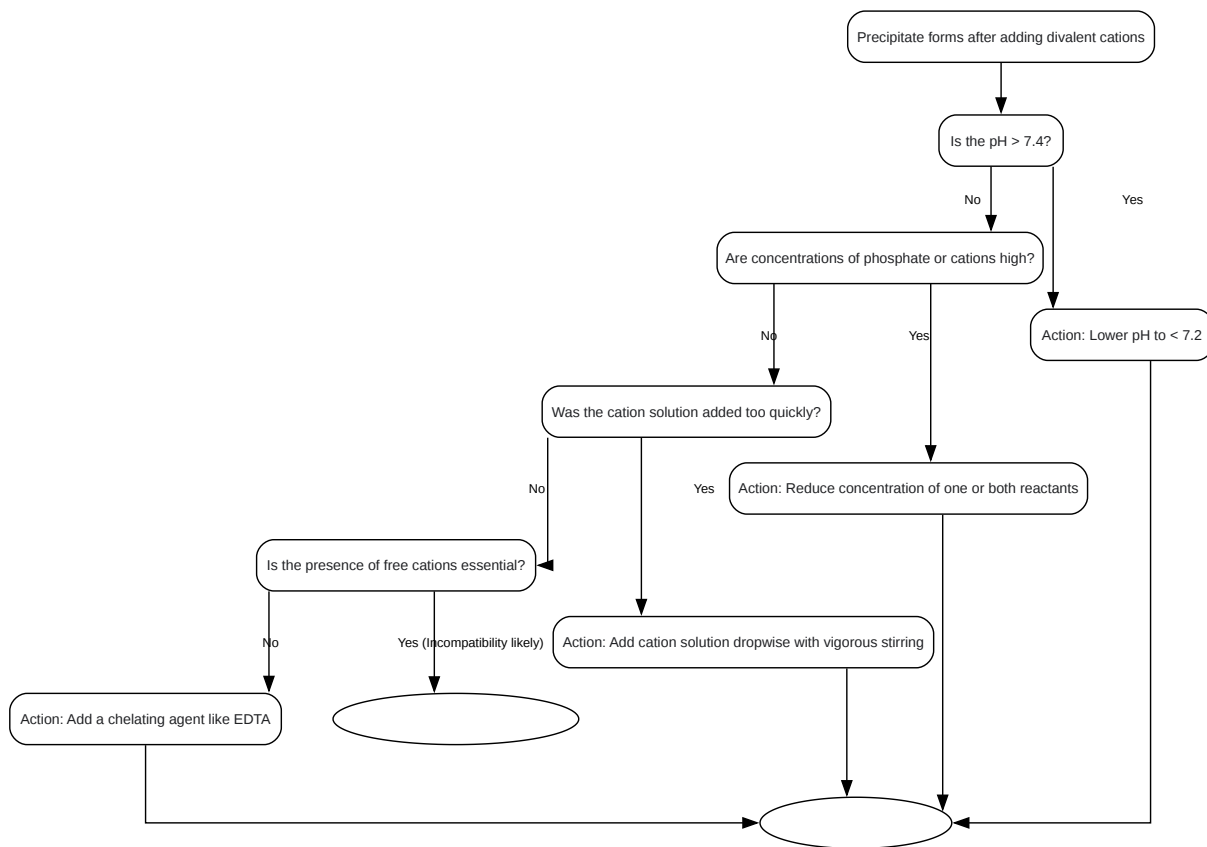 Precipitate forms after adding divalent cations
Is the pH > 7.4?
No
Yes
Are concentrations of phosphate or cations high?
No
Yes
Action: Lower pH to < 7.2
Was the cation solution added too quickly?
No
Yes
Action: Reduce concentration of one or both reactants
Is the presence of free cations essential?
No
Yes (Incompatibility likely)
Action: Add cation solution dropwise with vigorous stirring
Action: Add a chelating agent like EDTA